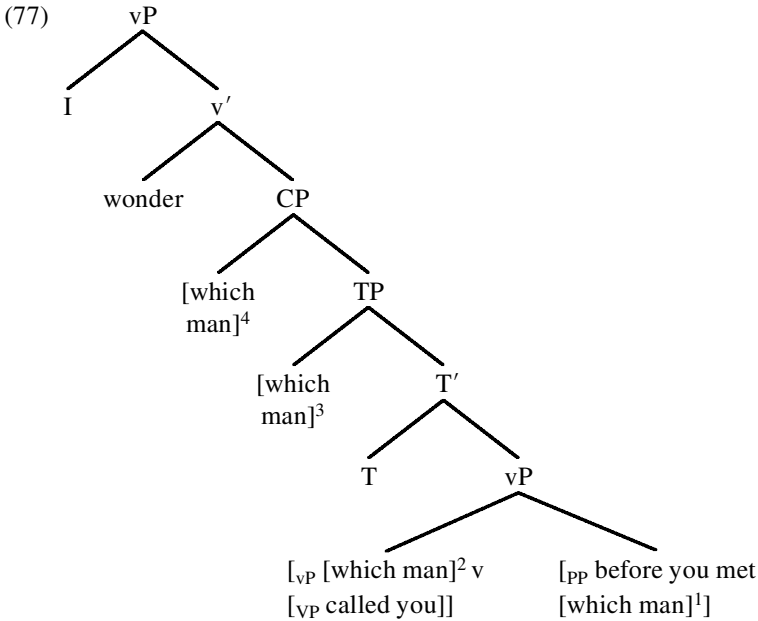 (77) vP
I v′
wonder CP
[which TP
man]⁴
[which T′
man]³
T vP
[vP [which man]² v [PP before you met
[VP called you]] [which man]¹]